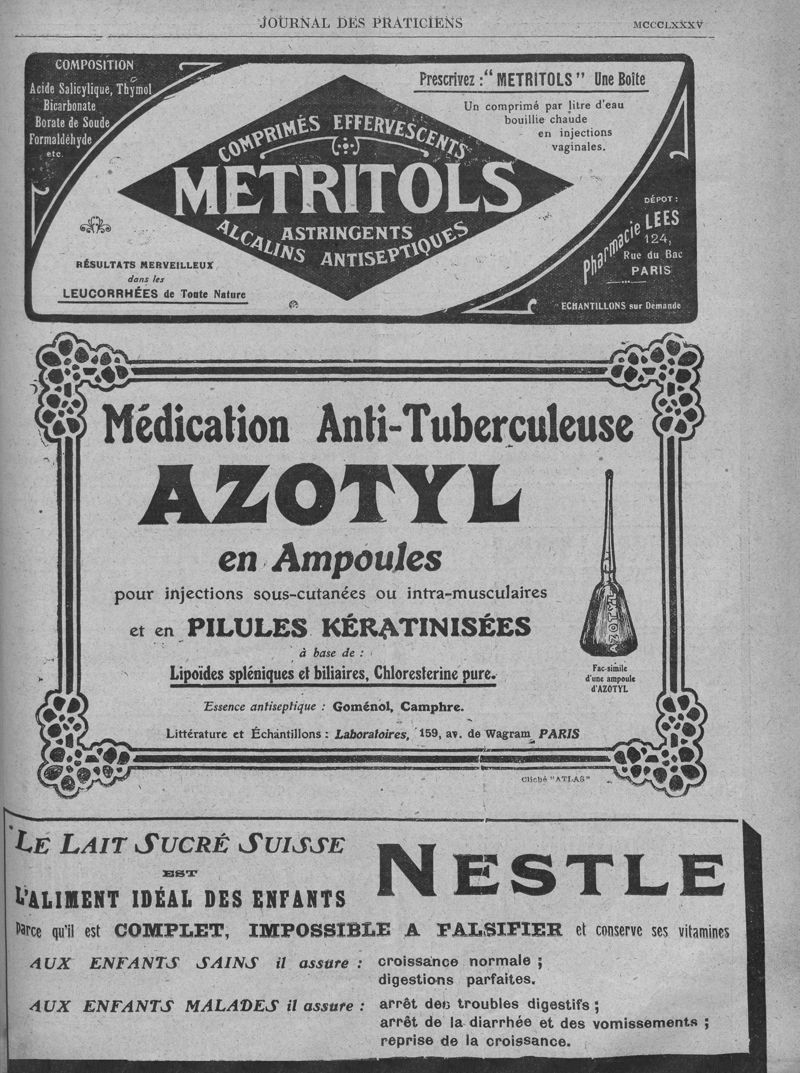 JOURNAL DES PRATICIENS
MCCCLXXXV
COMPOSITION
Acide Salicylique, Thymol
Bicarbonate
Borate de Soude
Formaldéhyde
etc.
Prescrivez : "METRITOLS" Une Boîte
Un comprimé par litre d'eau
bouillie chaude
en injections
vaginales.
COMPRIMÉS EFFERVESCENTS
METRITOLS
ASTRINGENTS
ALCALINS ANTISEPTIQUES
RÉSULTATS MERVEILLEUX
dans les
LEUCORRHÉES de Toute Nature
DÉPOT :
Pharmacie LEES
124,
Rue du Bac
PARIS
ECHANTILLONS sur Demande
Médication Anti-Tuberculeuse
AZOTYL
en Ampoules
pour injections sous-cutanées ou intra-musculaires
et en PILULES KÉRATINISÉES
à base de :
Lipoïdes spléniques et biliaires, Chloresterine pure.
Essence antiseptique : Goménol, Camphre.
Littérature et Échantillons : Laboratoires, 159, av. de Wagram PARIS
AZOTYL
Fac-simile
d'une ampoule
d'AZOTYL
Cliché "ATLAS"
LE LAIT SUCRÉ SUISSE
EST
L'ALIMENT IDÉAL DES ENFANTS
NESTLE
Parce qu'il est COMPLET, IMPOSSIBLE A FALSIFIER et conserve ses vitamines
AUX ENFANTS SAINS il assure : croissance normale ;
digestions parfaites.
AUX ENFANTS MALADES il assure : arrêt des troubles digestifs ;
arrêt de la diarrhée et des vomissements ;
reprise de la croissance.